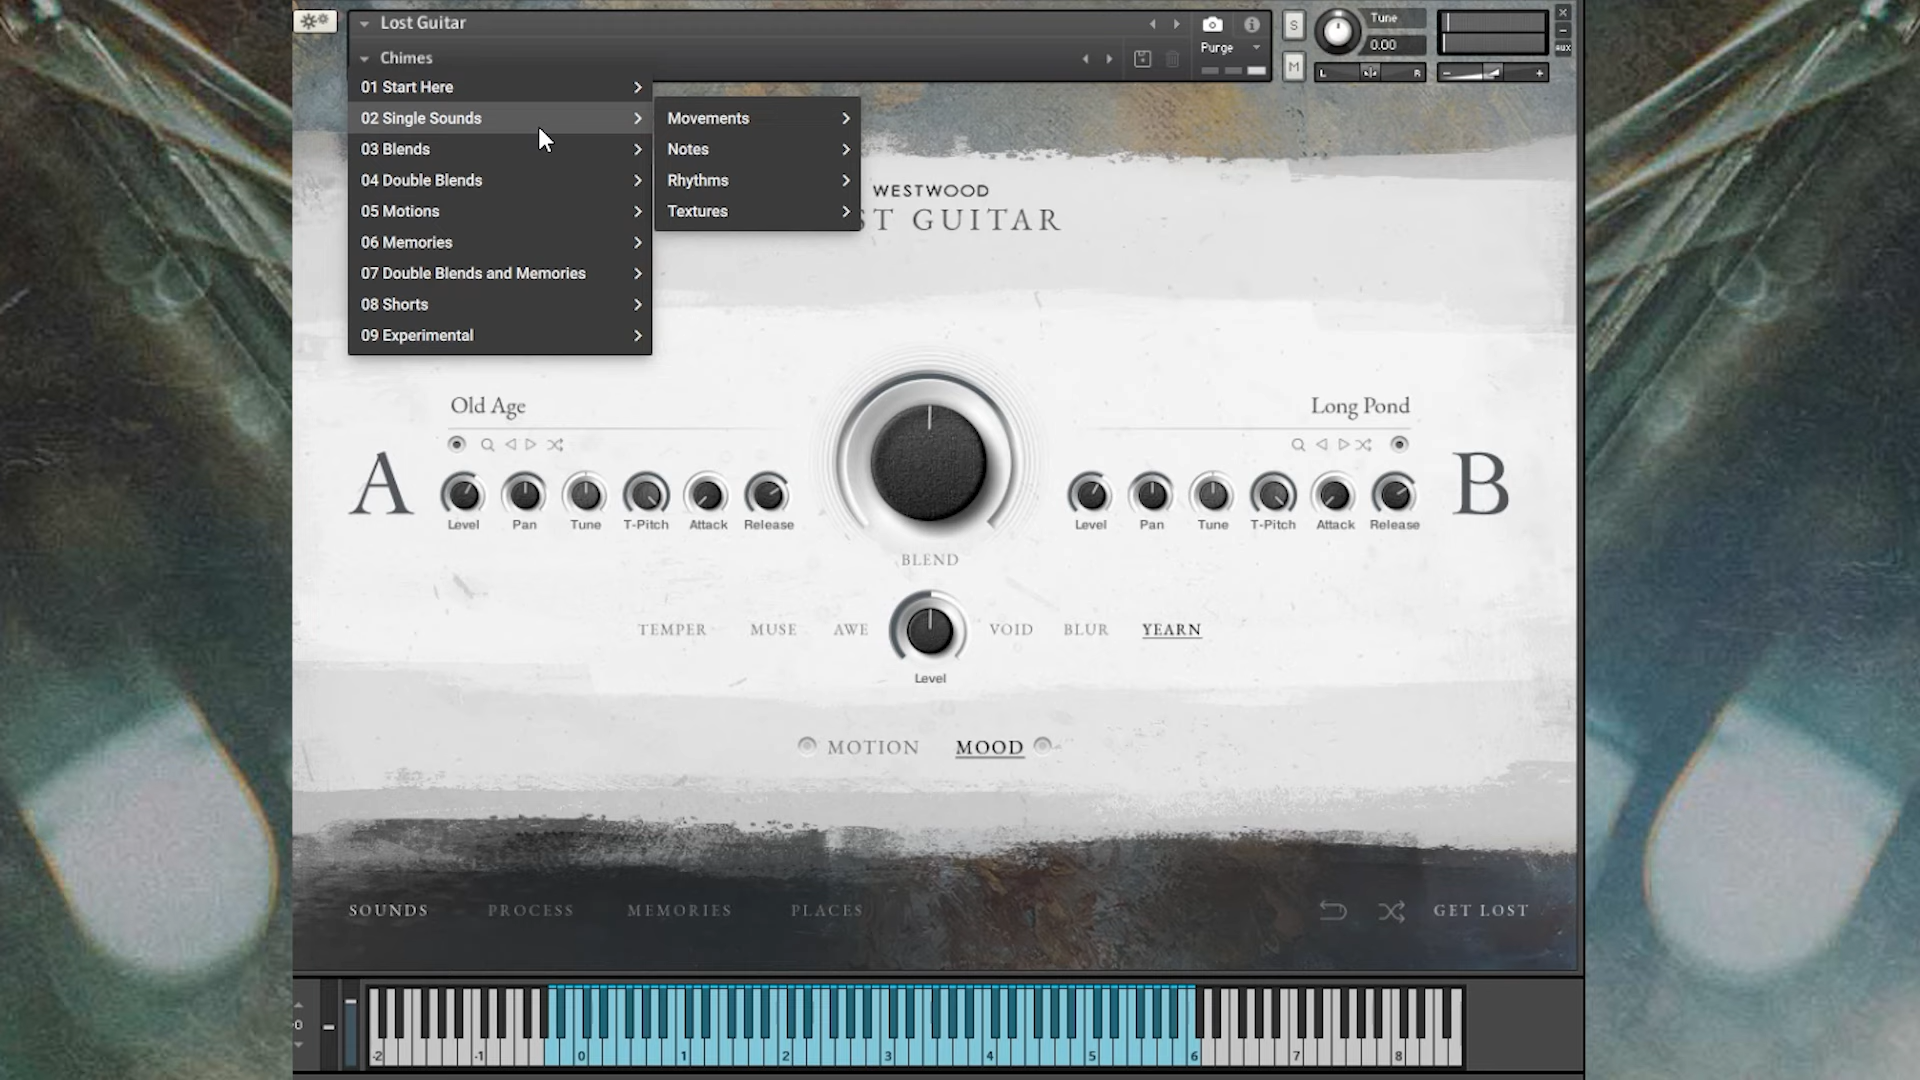 Lost Guitar
Purge
S
Tune
0.00
AUX
Chimes
M
L R
- +
01 Start Here
02 Single Sounds
03 Blends
04 Double Blends
05 Motions
06 Memories
07 Double Blends and Memories
08 Shorts
09 Experimental
Movements
Notes
Rhythms
Textures
WESTWOOD
ST GUITAR
Old Age
Long Pond
A
Level Pan Tune T-Pitch Attack Release
BLEND
Level Pan Tune T-Pitch Attack Release
B
TEMPER MUSE AWE VOID BLUR YEARN
Level
MOTION MOOD
SOUNDS PROCESS MEMORIES PLACES GET LOST
-2 -1 0 1 2 3 4 5 6 7 8